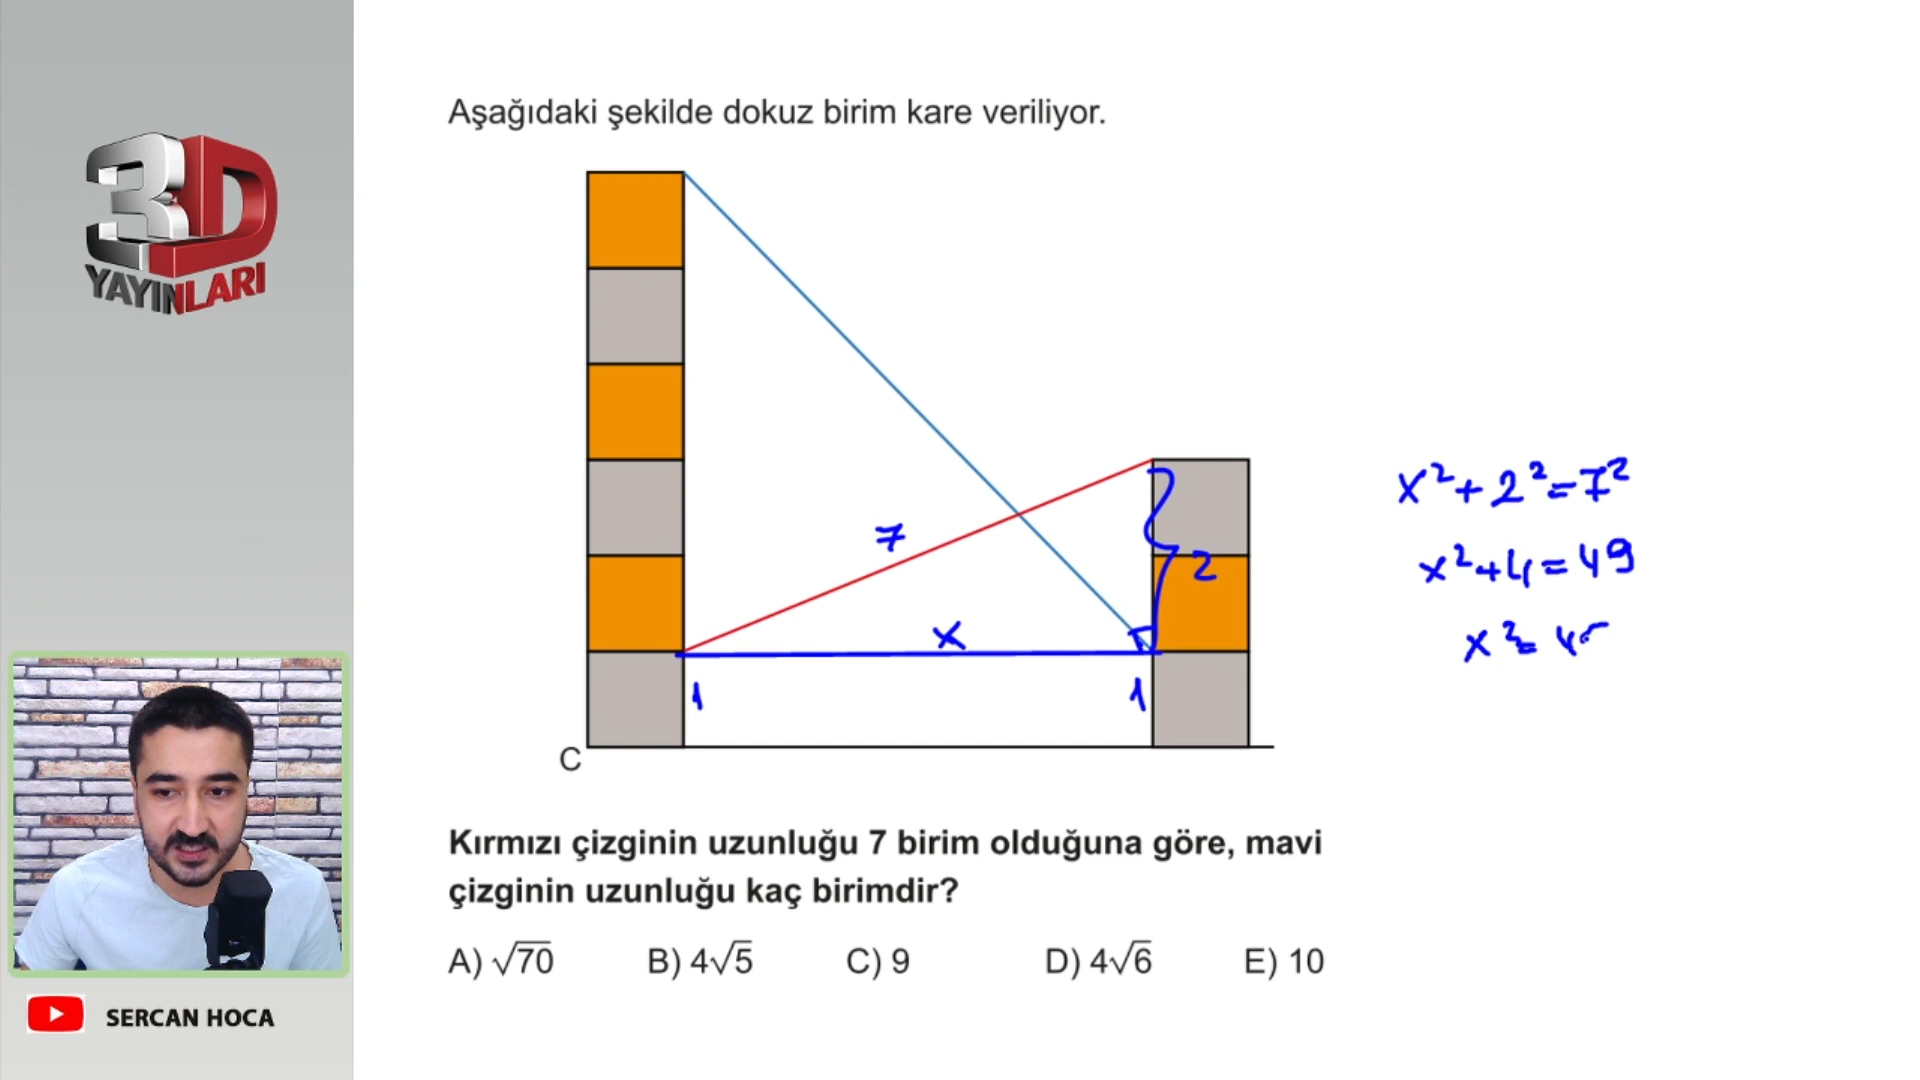 3D
YAYINLARI
Aşağıdaki şekilde dokuz birim kare veriliyor.
7
2
x
1
1
C
x²+2²=7²
x²+4=49
x²=45
Kırmızı çizginin uzunluğu 7 birim olduğuna göre, mavi
çizginin uzunluğu kaç birimdir?
A) √70 B) 4√5 C) 9 D) 4√6 E) 10
SERCAN HOCA